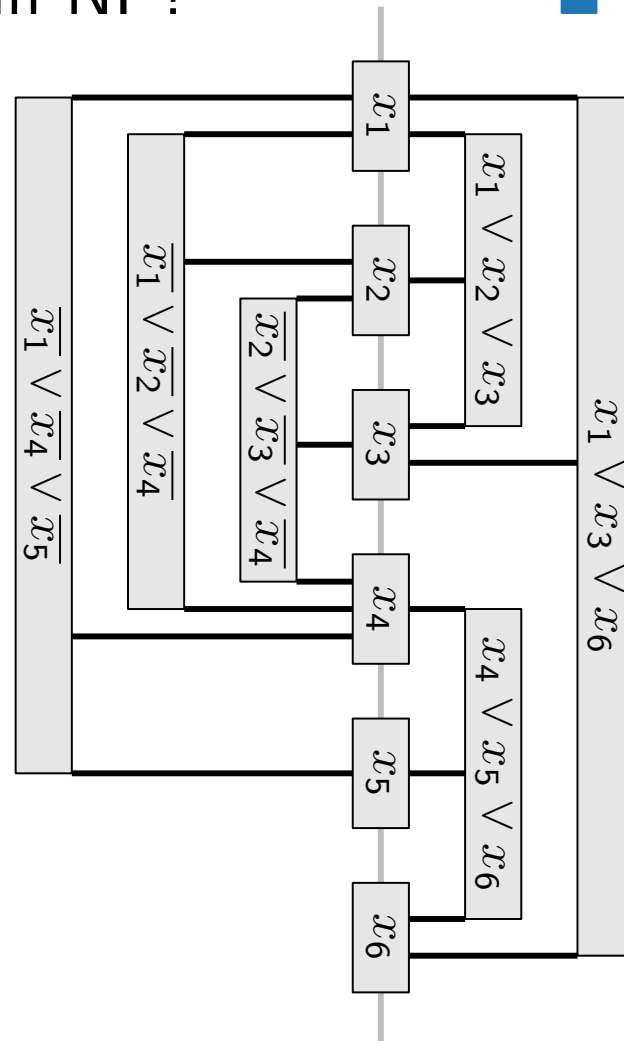 x₁ ∨ x₃ ∨ x₆
x₁ ∨ x₂ ∨ x₃
x₄ ∨ x₅ ∨ x₆
x₁
x₂
x₃
x₄
x₅
x₆
x̅₂ ∨ x̅₃ ∨ x̅₄
x̅₁ ∨ x̅₂ ∨ x̅₄
x̅₁ ∨ x̅₄ ∨ x̅₅